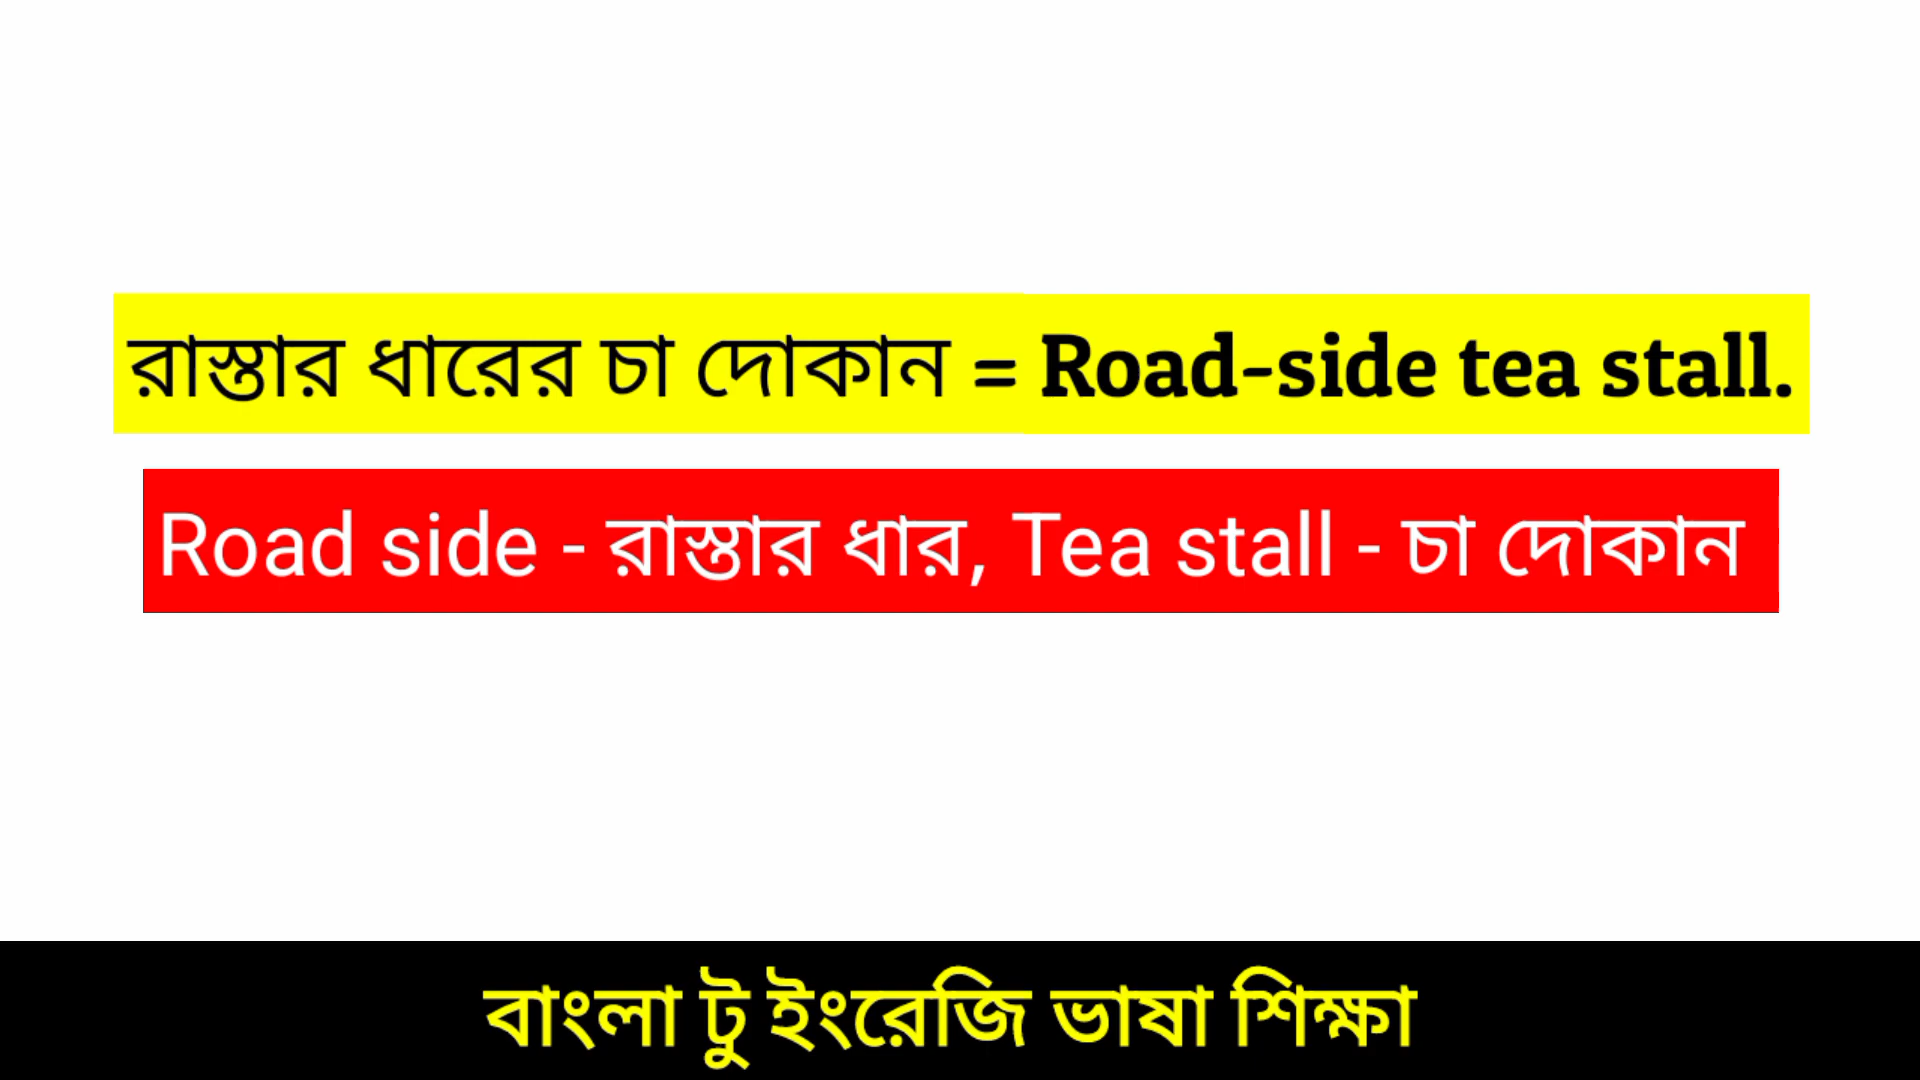 রাস্তার ধারের চা দোকান = Road-side tea stall.
Road side - রাস্তার ধার, Tea stall - চা দোকান
বাংলা টু ইংরেজি ভাষা শিক্ষা